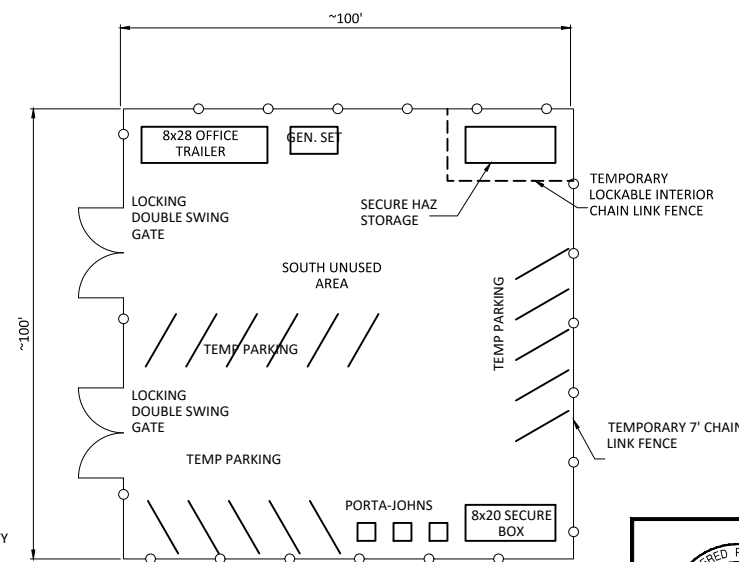 ~100'
8x28 OFFICE
TRAILER
GEN. SET
LOCKING
DOUBLE SWING
GATE
SECURE HAZ
STORAGE
TEMPORARY
LOCKABLE INTERIOR
CHAIN LINK FENCE
SOUTH UNUSED
AREA
TEMP PARKING
~100'
TEMP PARKING
LOCKING
DOUBLE SWING
GATE
TEMPORARY 7' CHAIN
LINK FENCE
TEMP PARKING
PORTA-JOHNS
8x20 SECURE
BOX